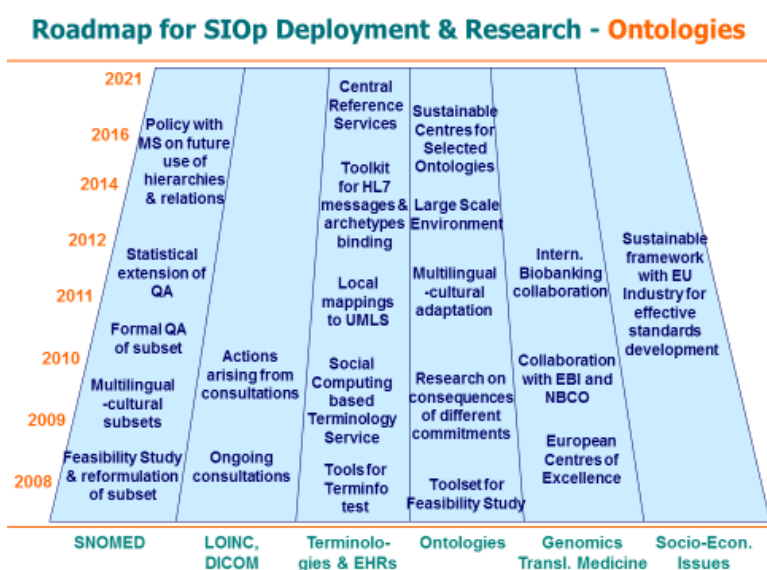 Roadmap for SIOp Deployment & Research - Ontologies
2021
2016
2014
2012
2011
2010
2009
2008
Policy with
MS on future
use of
hierarchies
& relations
Statistical
extension of
QA
Formal QA
of subset
Multilingual
-cultural
subsets
Feasibility Study
& reformulation
of subset
Actions
arising from
consultations
Ongoing
consultations
Central
Reference
Services
Toolkit
for HL7
messages &
archetypes
binding
Local
mappings
to UMLS
Social
Computing
based
Terminology
Service
Tools for
Terminfo
test
Sustainable
Centres for
Selected
Ontologies
Large Scale
Environment
Multilingual
-cultural
adaptation
Research on
consequences
of different
commitments
Toolset for
Feasibility Study
Intern.
Biobanking
collaboration
Collaboration
with EBI and
NBCO
European
Centres of
Excellence
Sustainable
framework
with EU
Industry for
effective
standards
development
SNOMED
LOINC,
DICOM
Terminolo-
gies & EHRs
Ontologies
Genomics
Transl. Medicine
Socio-Econ.
Issues